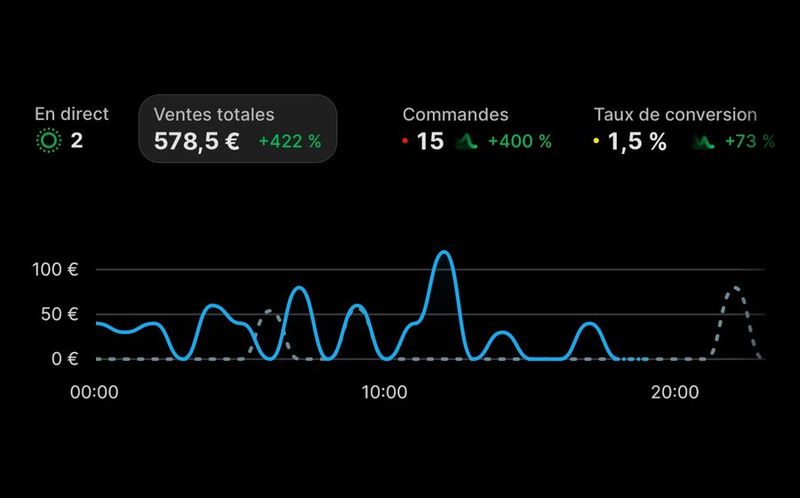 En direct
2
Ventes totales
578,5 € +422 %
Commandes
15 +400 %
Taux de conversion
1,5 % +73 %
100 €
50 €
0 €
00:00 10:00 20:00